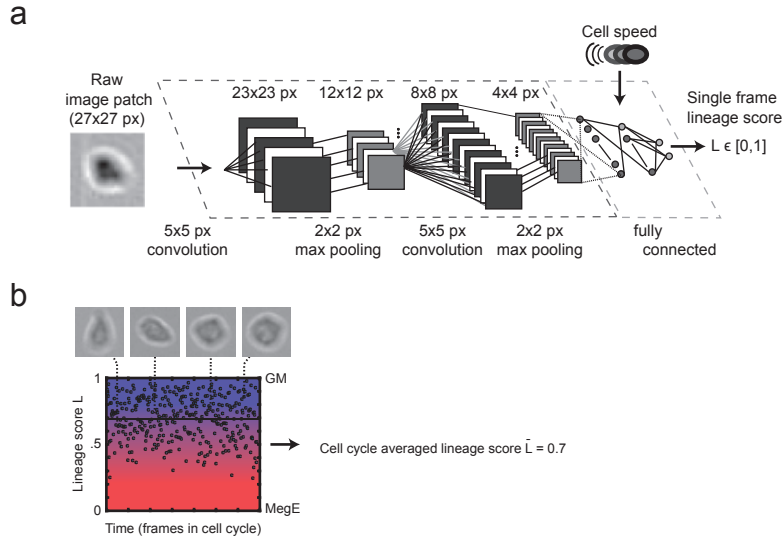 a
Cell speed
Raw
image patch
(27x27 px)
23x23 px
12x12 px
8x8 px
4x4 px
Single frame
lineage score
L ϵ [0,1]
5x5 px
convolution
2x2 px
max pooling
5x5 px
convolution
2x2 px
max pooling
fully
connected
b
1
GM
Lineage score L
.5
Cell cycle averaged lineage score L̄ = 0.7
0
MegE
Time (frames in cell cycle)